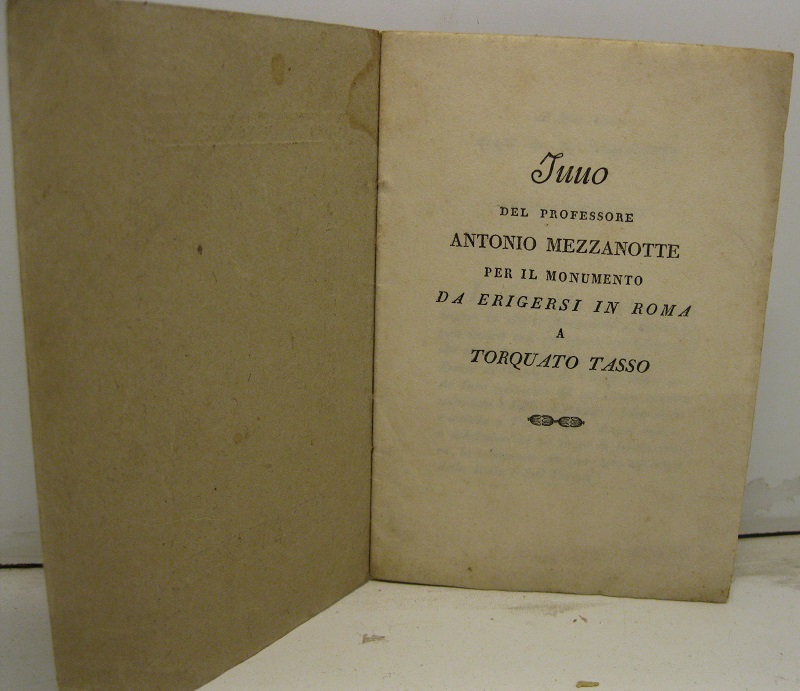 Inno
DEL PROFESSORE
ANTONIO MEZZANOTTE
PER IL MONUMENTO
DA ERIGERSI IN ROMA
A
TORQUATO TASSO